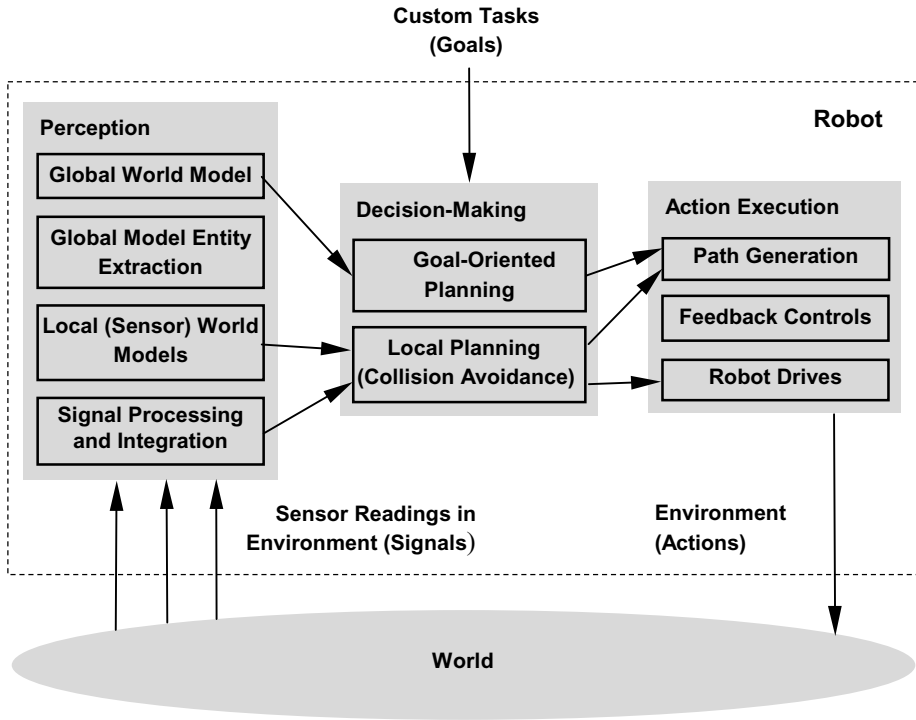 Custom Tasks
(Goals)
Robot
Perception
Global World Model
Global Model Entity
Extraction
Local (Sensor) World
Models
Signal Processing
and Integration
Decision-Making
Goal-Oriented
Planning
Local Planning
(Collision Avoidance)
Action Execution
Path Generation
Feedback Controls
Robot Drives
Sensor Readings in
Environment (Signals)
Environment
(Actions)
World